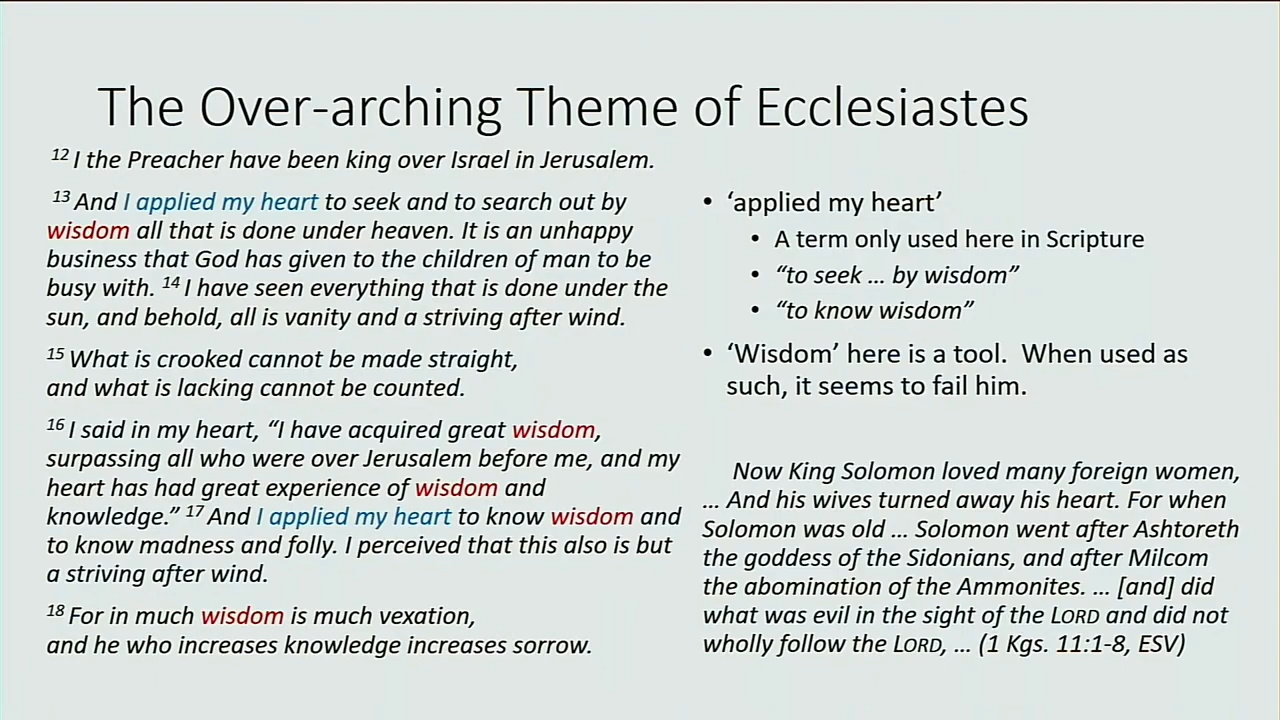 The Over-arching Theme of Ecclesiastes
12 I the Preacher have been king over Israel in Jerusalem.
13 And I applied my heart to seek and to search out by
wisdom all that is done under heaven. It is an unhappy
business that God has given to the children of man to be
busy with. 14 I have seen everything that is done under the
sun, and behold, all is vanity and a striving after wind.
15 What is crooked cannot be made straight,
and what is lacking cannot be counted.
16 I said in my heart, “I have acquired great wisdom,
surpassing all who were over Jerusalem before me, and my
heart has had great experience of wisdom and
knowledge.” 17 And I applied my heart to know wisdom and
to know madness and folly. I perceived that this also is but
a striving after wind.
18 For in much wisdom is much vexation,
and he who increases knowledge increases sorrow.
• ‘applied my heart’
• A term only used here in Scripture
• “to seek … by wisdom”
• “to know wisdom”
• ‘Wisdom’ here is a tool. When used as
such, it seems to fail him.
Now King Solomon loved many foreign women,
… And his wives turned away his heart. For when
Solomon was old … Solomon went after Ashtoreth
the goddess of the Sidonians, and after Milcom
the abomination of the Ammonites. … [and] did
what was evil in the sight of the LORD and did not
wholly follow the LORD, … (1 Kgs. 11:1-8, ESV)